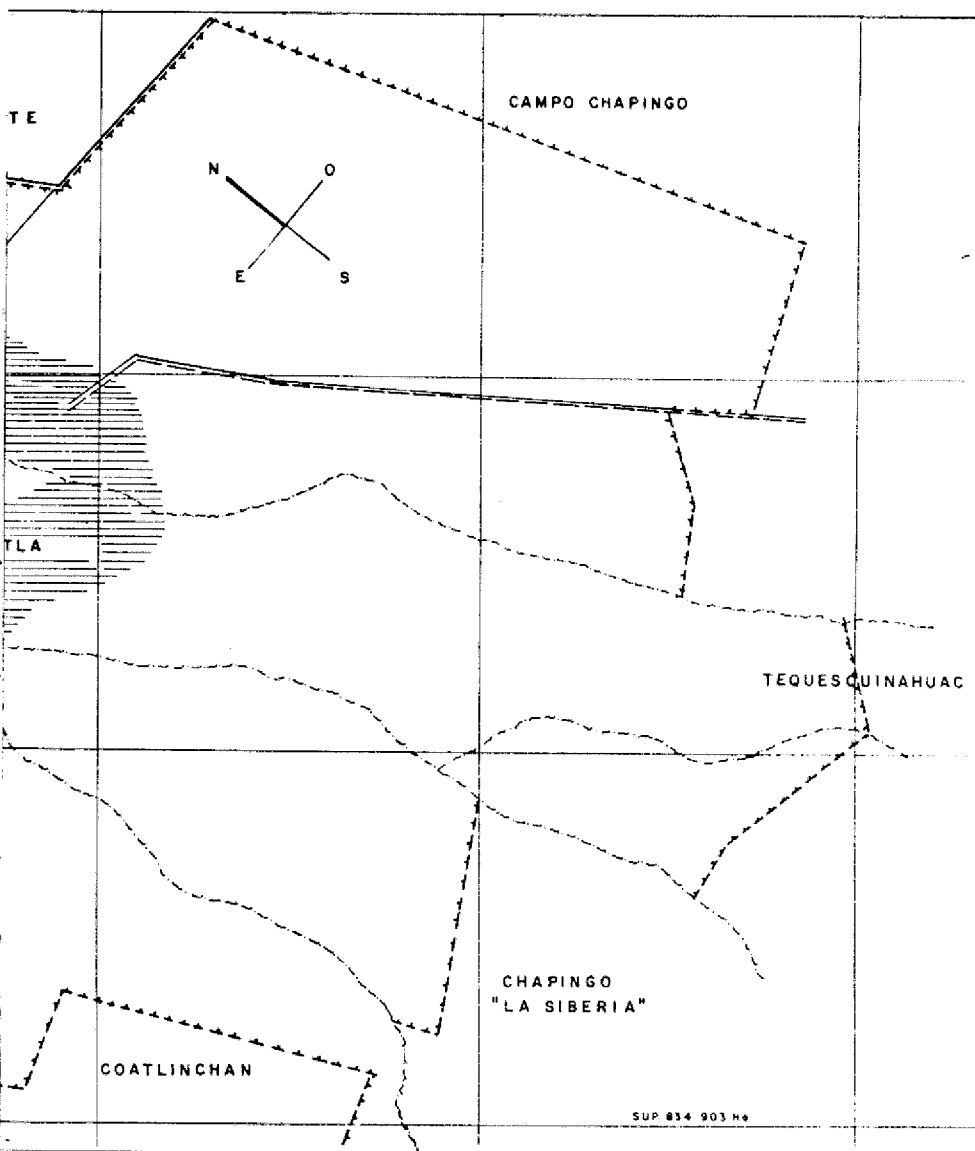 CAMPO CHAPINGO
TE
N
O
E
S
TLA
TEQUESQUINAHUAC
CHAPINGO
"LA SIBERIA"
COATLINCHAN
SUP 834 903 Ha